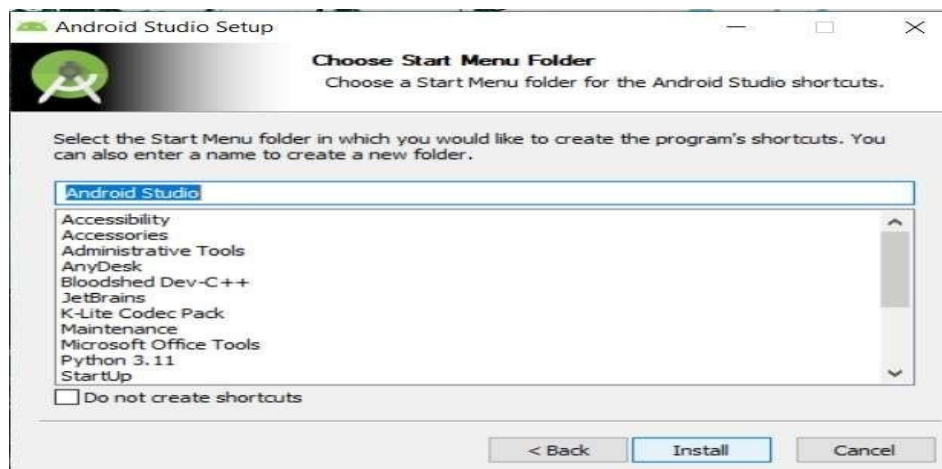 Android Studio Setup
Choose Start Menu Folder
Choose a Start Menu folder for the Android Studio shortcuts.
Select the Start Menu folder in which you would like to create the program's shortcuts. You
can also enter a name to create a new folder.
Android Studio
Accessibility
Accessories
Administrative Tools
AnyDesk
Bloodshed Dev-C++
JetBrains
K-Lite Codec Pack
Maintenance
Microsoft Office Tools
Python 3.11
StartUp
Do not create shortcuts
< Back
Install
Cancel